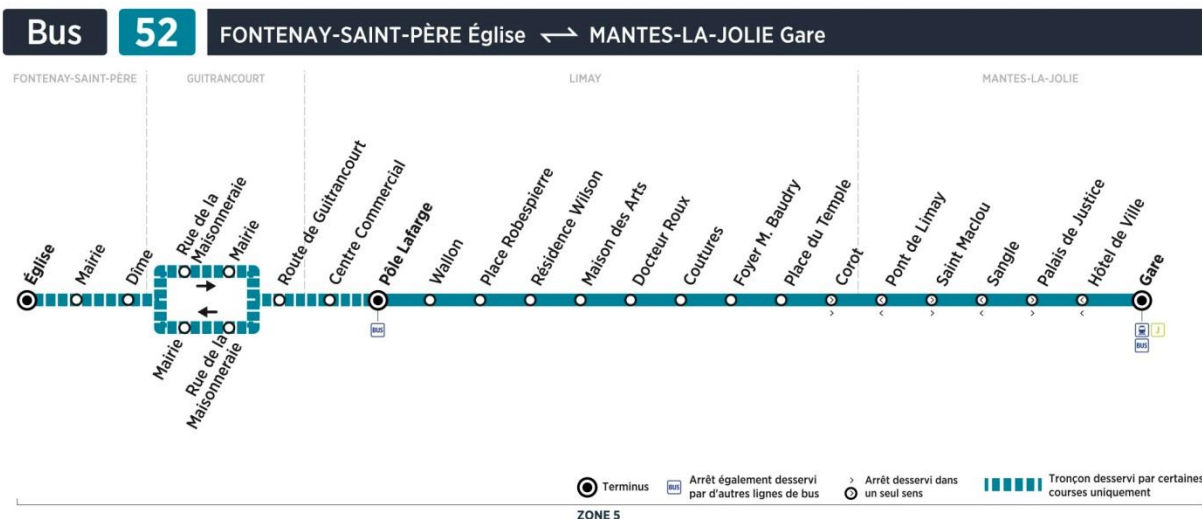 Bus 52 FONTENAY-SAINT-PÈRE Église ⇌ MANTES-LA-JOLIE Gare
FONTENAY-SAINT-PÈRE GUITRANCOURT LIMAY MANTES-LA-JOLIE
Église
Mairie
Dîme
Rue de la
Maisonneraie
Mairie
Mairie
Rue de la
Maisonneraie
Route de Guitrancourt
Centre Commercial
Pôle Lafarge
BUS
Wallon
Place Robespierre
Résidence Wilson
Maison des Arts
Docteur Roux
Coutures
Foyer M. Baudry
Place du Temple
Corot
Pont de Limay
Saint Maclou
Sangle
Palais de Justice
Hôtel de Ville
Gare
J
BUS
Terminus
BUS
Arrêt également desservi
par d'autres lignes de bus
Arrêt desservi dans
un seul sens
Tronçon desservi par certaines
courses uniquement
ZONE 5